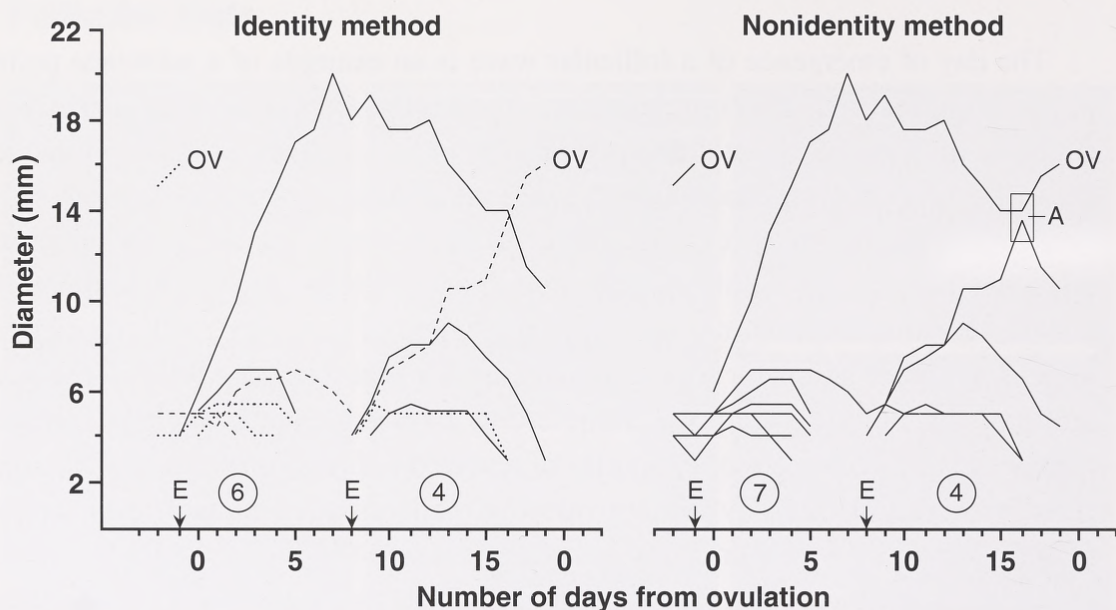 Identity method
Nonidentity method
22
18
14
10
6
2
Diameter (mm)
OV
OV
E
6
E
4
0
5
10
15
0
OV
OV
A
E
7
E
4
0
5
10
15
0
Number of days from ovulation